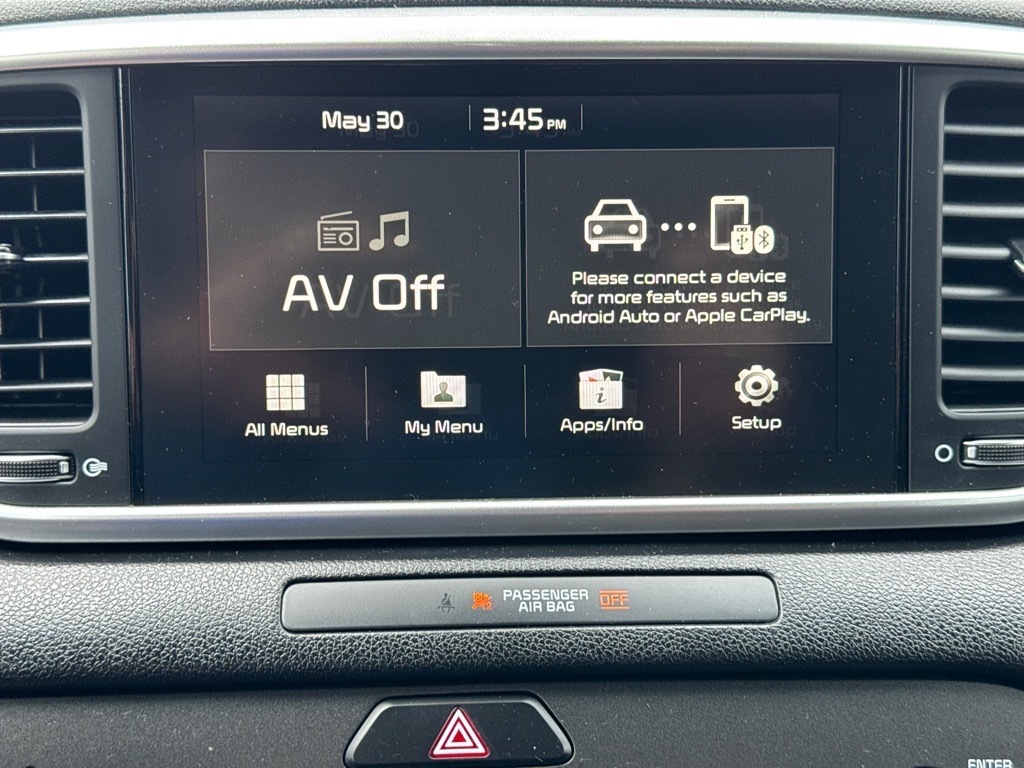 May 30
3:45 PM
AV Off
Please connect a device
for more features such as
Android Auto or Apple CarPlay.
All Menus
My Menu
Apps/Info
Setup
PASSENGER
AIR BAG
OFF
ENTER